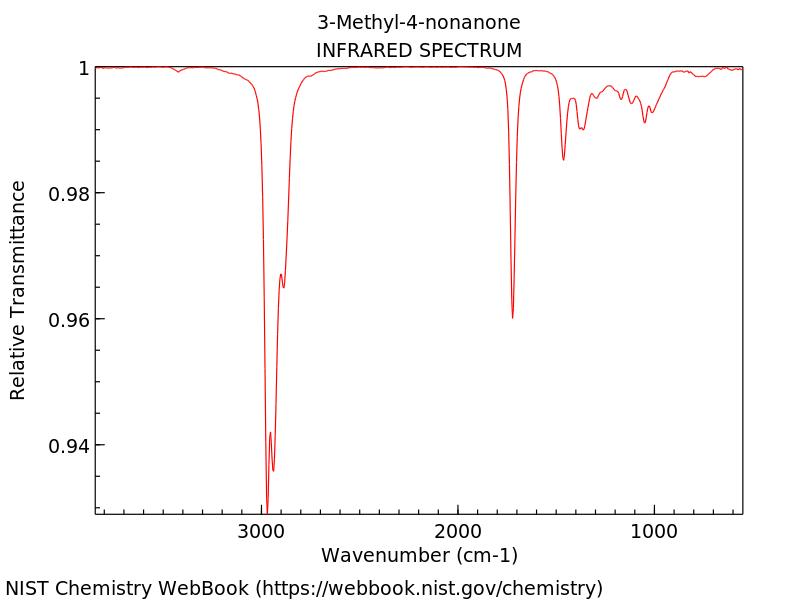 3-Methyl-4-nonanone
INFRARED SPECTRUM
1
0.98
0.96
0.94
Relative Transmittance
3000 2000 1000
Wavenumber (cm-1)
NIST Chemistry WebBook (https://webbook.nist.gov/chemistry)